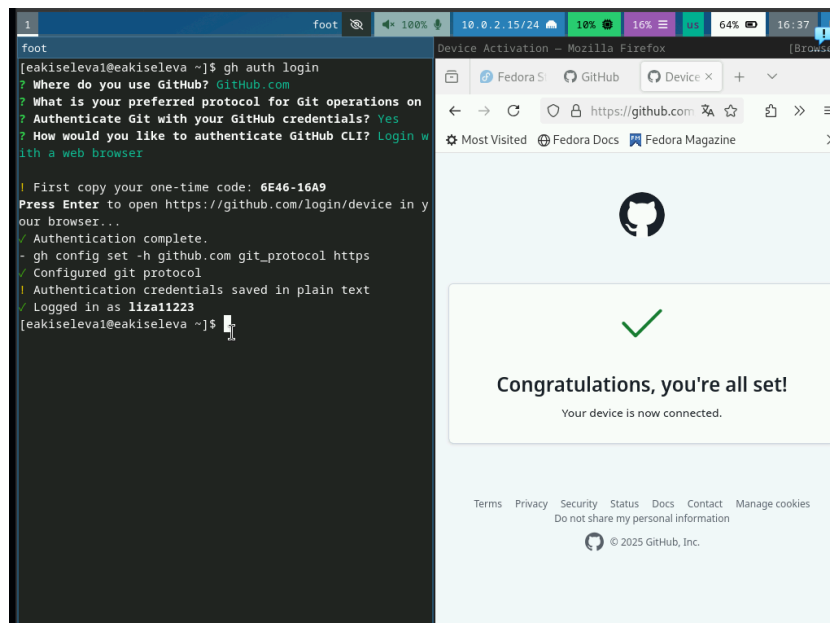 1 foot 100% 10.0.2.15/24 10% 16% us 64% 16:37
foot
[eakiseleva1@eakiseleva ~]$ gh auth login
? Where do you use GitHub? GitHub.com
? What is your preferred protocol for Git operations on
? Authenticate Git with your GitHub credentials? Yes
? How would you like to authenticate GitHub CLI? Login w
ith a web browser
! First copy your one-time code: 6E46-16A9
Press Enter to open https://github.com/login/device in y
our browser...
✓ Authentication complete.
- gh config set -h github.com git_protocol https
✓ Configured git protocol
! Authentication credentials saved in plain text
✓ Logged in as liza11223
[eakiseleva1@eakiseleva ~]$
Device Activation — Mozilla Firefox [Browse
Fedora S GitHub Device
https://github.com
Most Visited Fedora Docs Fedora Magazine
Congratulations, you're all set!
Your device is now connected.
Terms Privacy Security Status Docs Contact Manage cookies
Do not share my personal information
© 2025 GitHub, Inc.